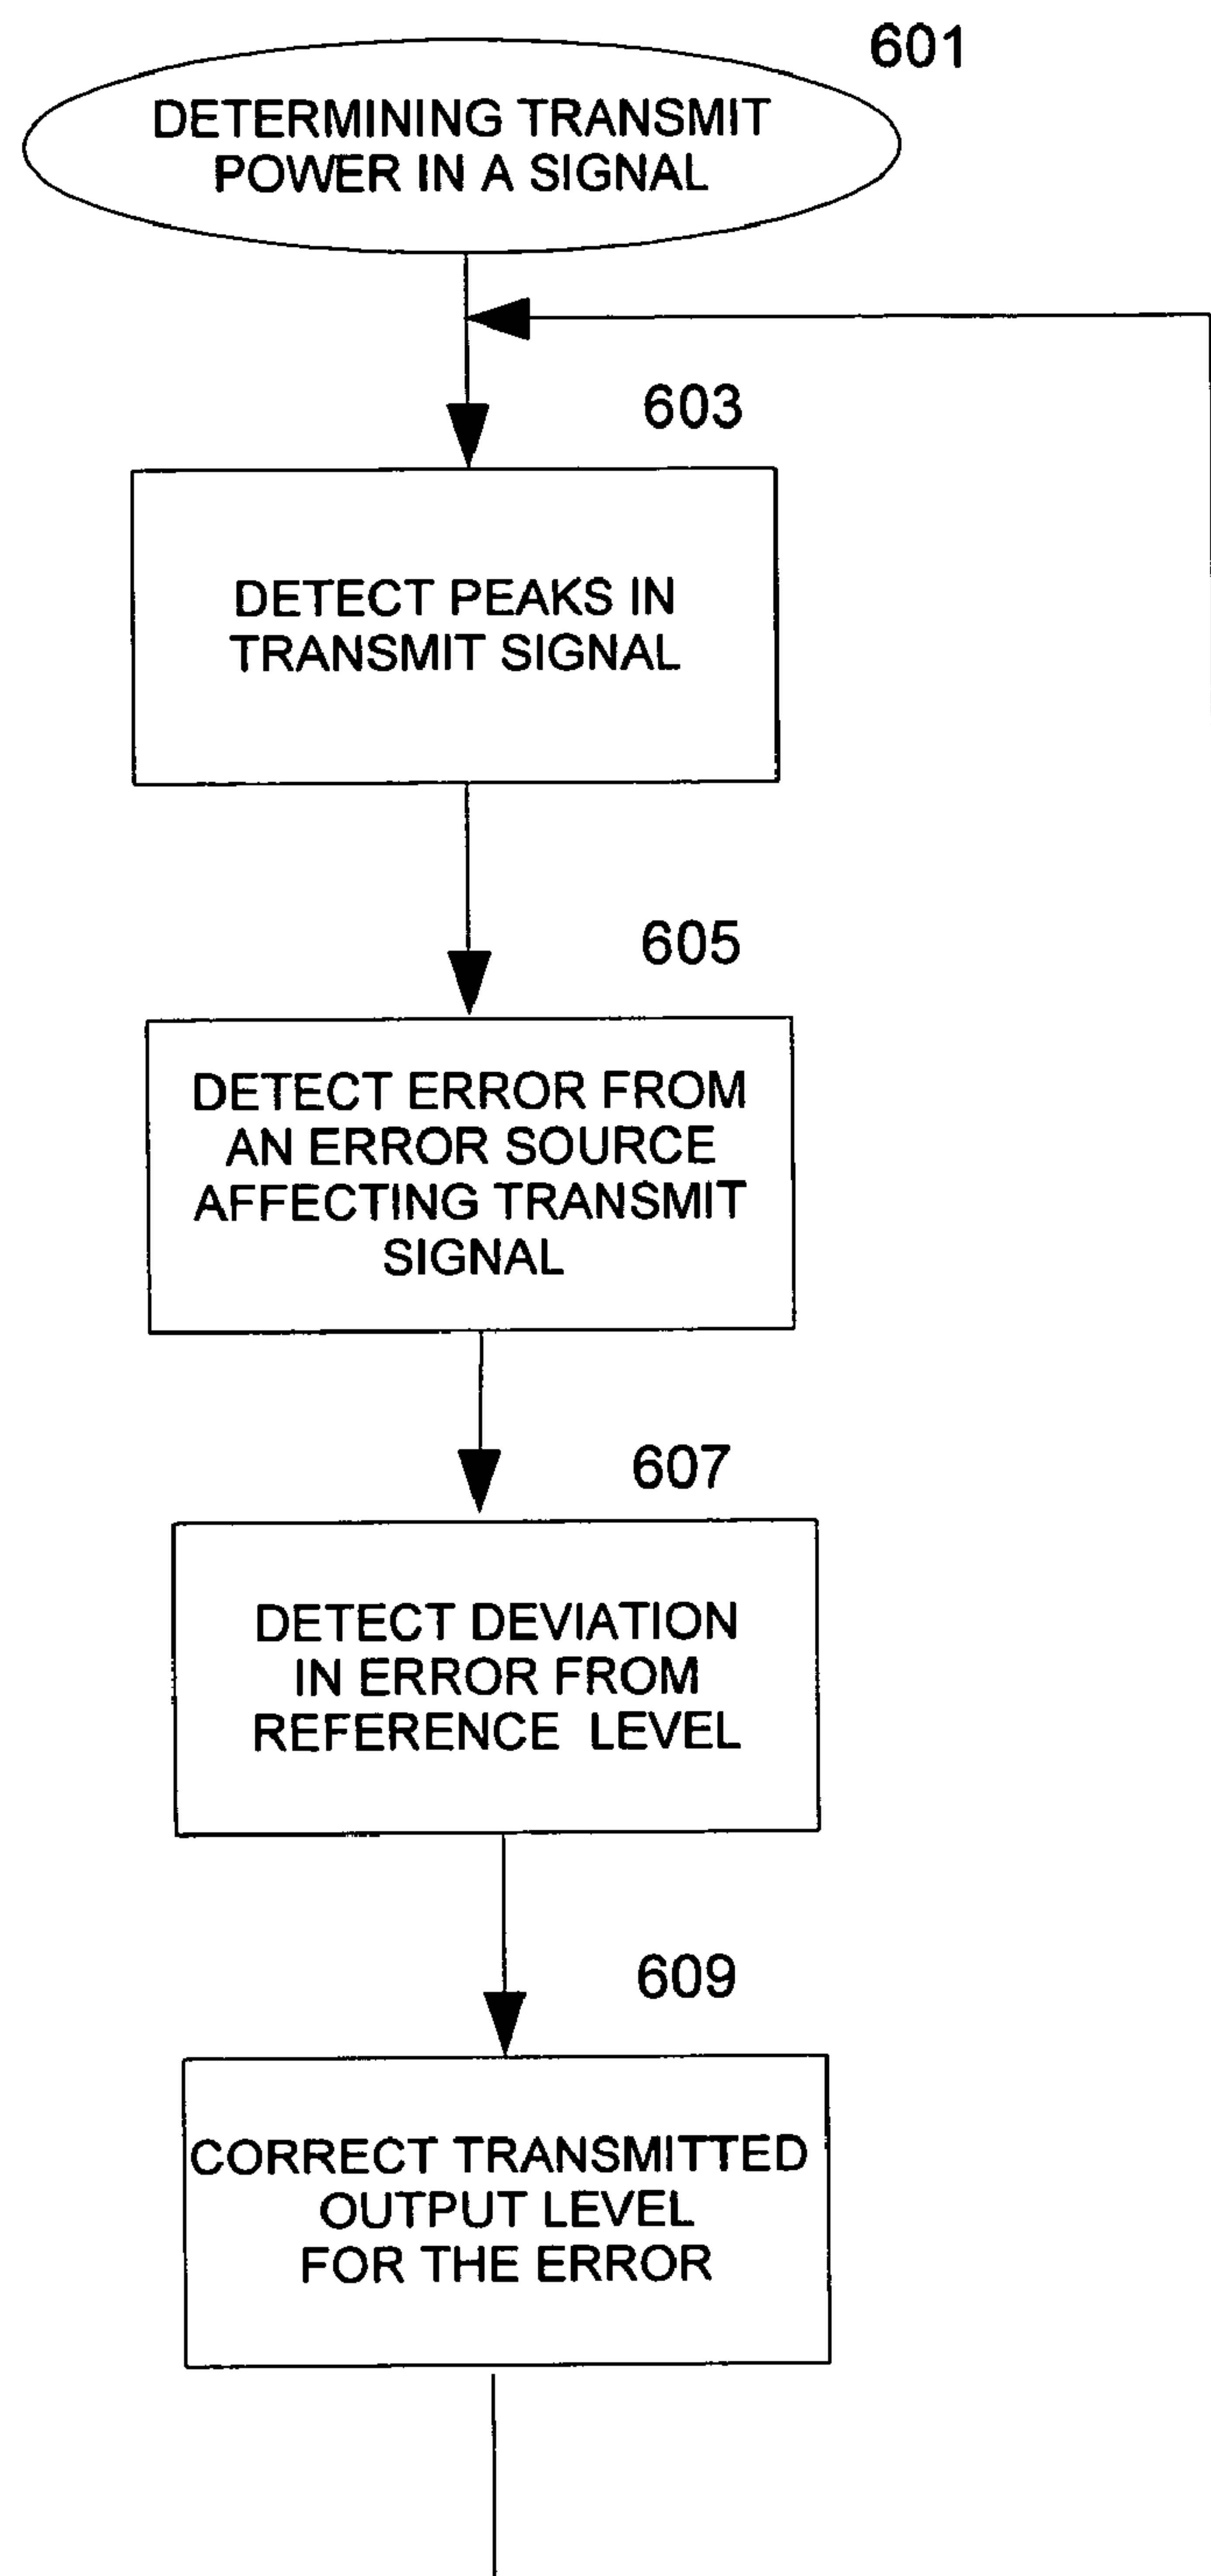 601
DETERMINING TRANSMIT
POWER IN A SIGNAL
603
DETECT PEAKS IN
TRANSMIT SIGNAL
605
DETECT ERROR FROM
AN ERROR SOURCE
AFFECTING TRANSMIT
SIGNAL
607
DETECT DEVIATION
IN ERROR FROM
REFERENCE LEVEL
609
CORRECT TRANSMITTED
OUTPUT LEVEL
FOR THE ERROR